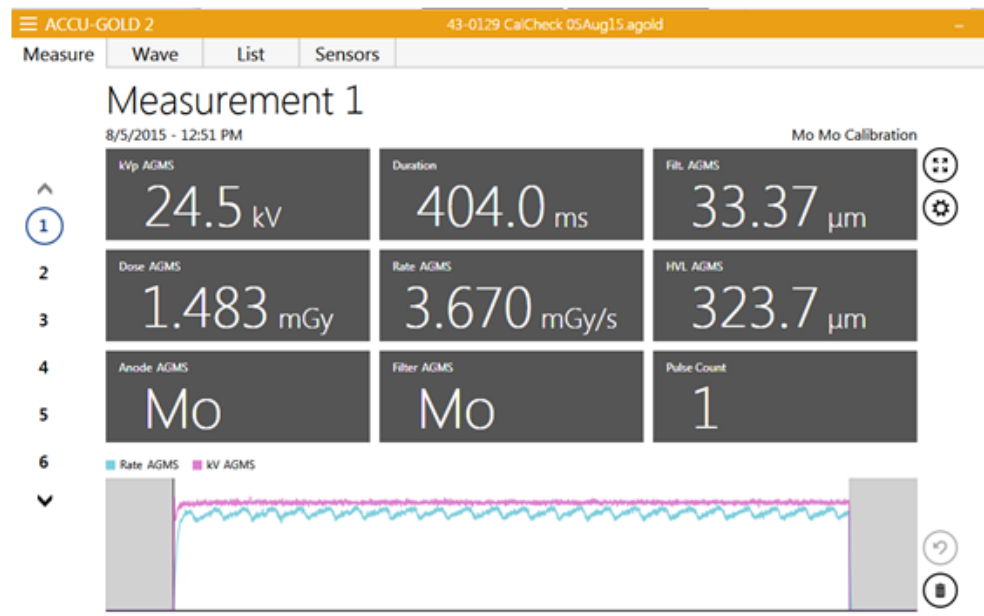 ACCU-GOLD 2
43-0129 CalCheck 05Aug15.agold
Measure Wave List Sensors
Measurement 1
8/5/2015 - 12:51 PM
Mo Mo Calibration
kVp AGMS
24.5 kV
Duration
404.0 ms
Filt. AGMS
33.37 µm
Dose AGMS
1.483 mGy
Rate AGMS
3.670 mGy/s
HVL AGMS
323.7 µm
Anode AGMS
Mo
Filter AGMS
Mo
Pulse Count
1
1
2
3
4
5
6
Rate AGMS kV AGMS